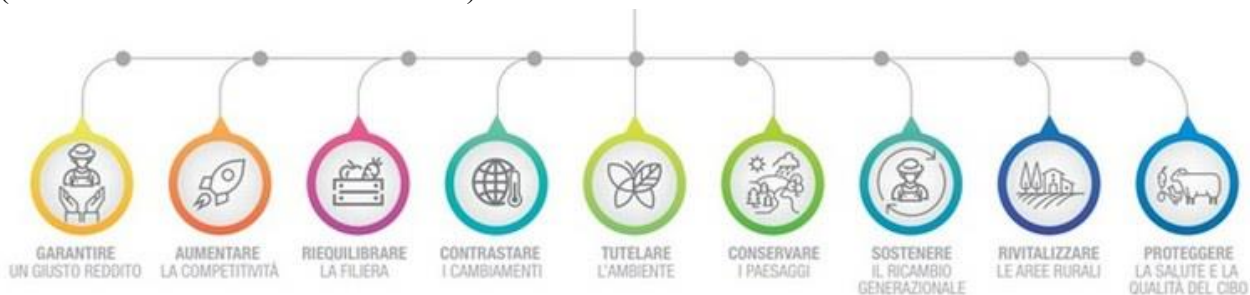 GARANTIRE
UN GIUSTO REDDITO
AUMENTARE
LA COMPETITIVITÀ
RIEQUILIBRARE
LA FILIERA
CONTRASTARE
I CAMBIAMENTI
TUTELARE
L'AMBIENTE
CONSERVARE
I PAESAGGI
SOSTENERE
IL RICAMBIO
GENERAZIONALE
RIVITALIZZARE
LE AREE RURALI
PROTEGGERE
LA SALUTE E LA
QUALITÀ DEL CIBO